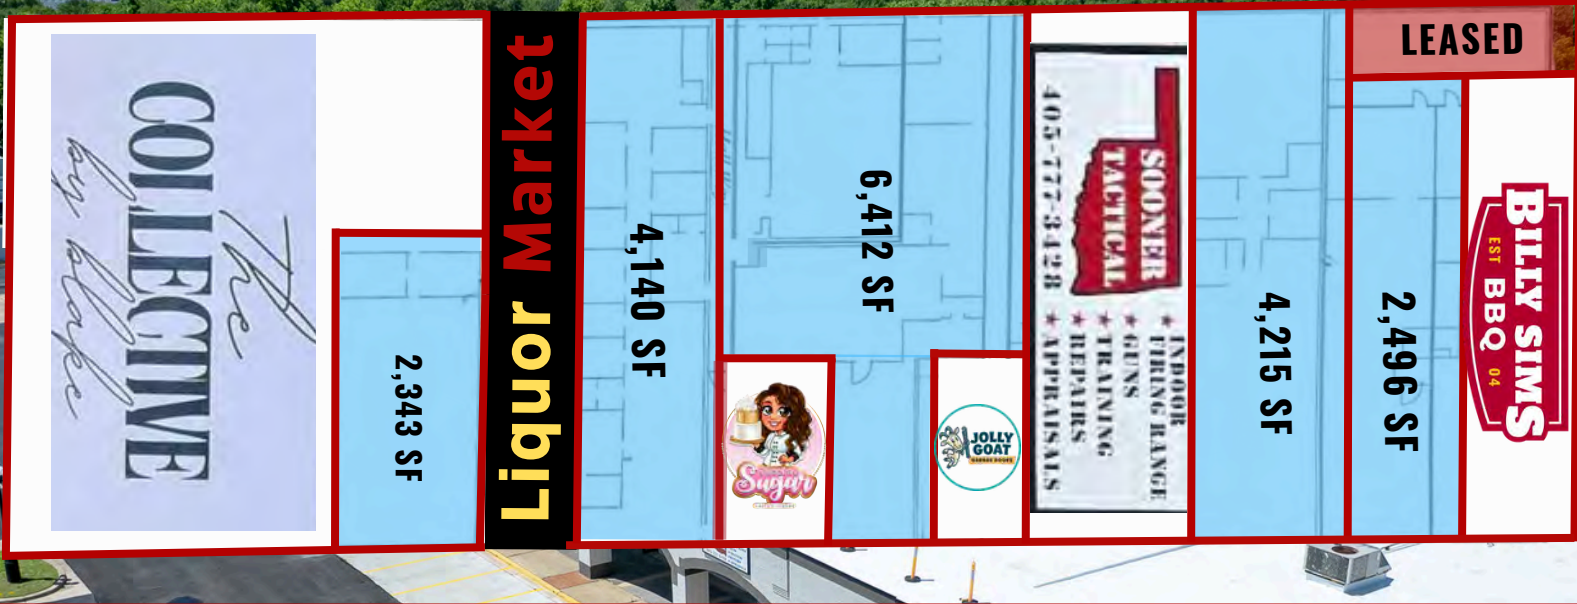 The
COLLECTIVE
by blake
2,343 SF
Liquor Market
4,140 SF
6,412 SF
Sugar
JOLLY
GOAT
GARAGE DOORS
SOONER
TACTICAL
405-777-3428
★ INDOOR
FIRING RANGE
★ GUNS
★ TRAINING
★ REPAIRS
★ APPRAISALS
4,215 SF
LEASED
2,496 SF
BILLY SIMS
EST BBQ 04